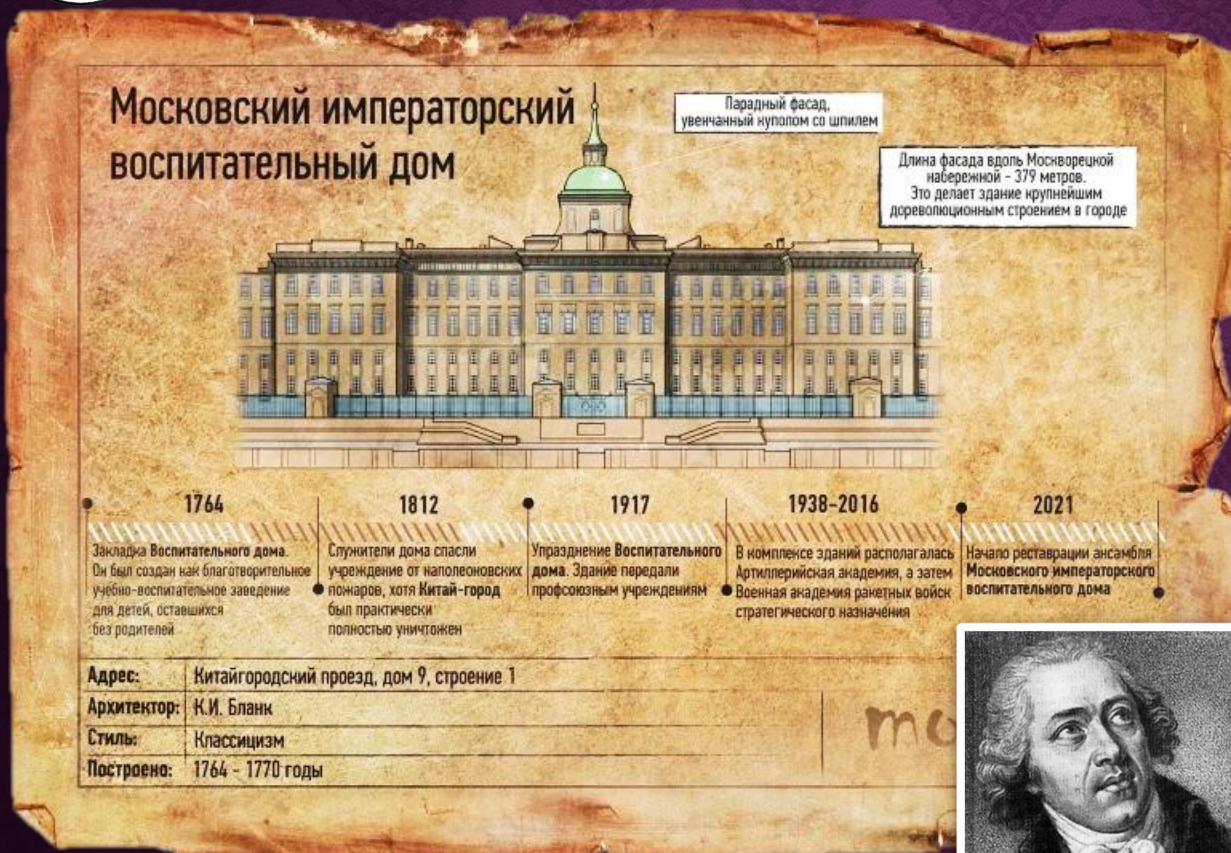 Московский императорский
воспитательный дом
Парадный фасад,
увенчанный куполом со шпилем
Длина фасада вдоль Москворецкой
набережной - 379 метров.
Это делает здание крупнейшим
дореволюционным строением в городе
1764
Закладка Воспитательного дома.
Он был создан как благотворительное
учебно-воспитательное заведение
для детей, оставшихся
без родителей
1812
Служители дома спасли
учреждение от наполеоновских
пожаров, хотя Китай-город
был практически
полностью уничтожен
1917
Упразднение Воспитательного
дома. Здание передали
профсоюзным учреждениям
1938-2016
В комплексе зданий располагалась
Артиллерийская академия, а затем
Военная академия ракетных войск
стратегического назначения
2021
Начало реставрации ансамбля
Московского императорского
воспитательного дома
Адрес: Китайгородский проезд, дом 9, строение 1
Архитектор: К.И. Бланк
Стиль: Классицизм
Построено: 1764 - 1770 годы